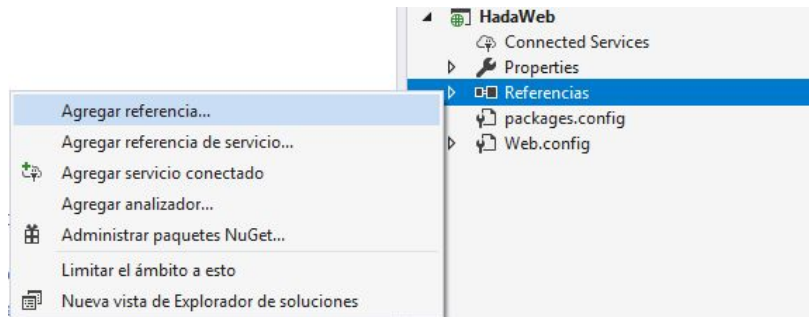 HadaWeb
Connected Services
Properties
Referencias
packages.config
Web.config
Agregar referencia...
Agregar referencia de servicio...
Agregar servicio conectado
Agregar analizador...
Administrar paquetes NuGet...
Limitar el ámbito a esto
Nueva vista de Explorador de soluciones